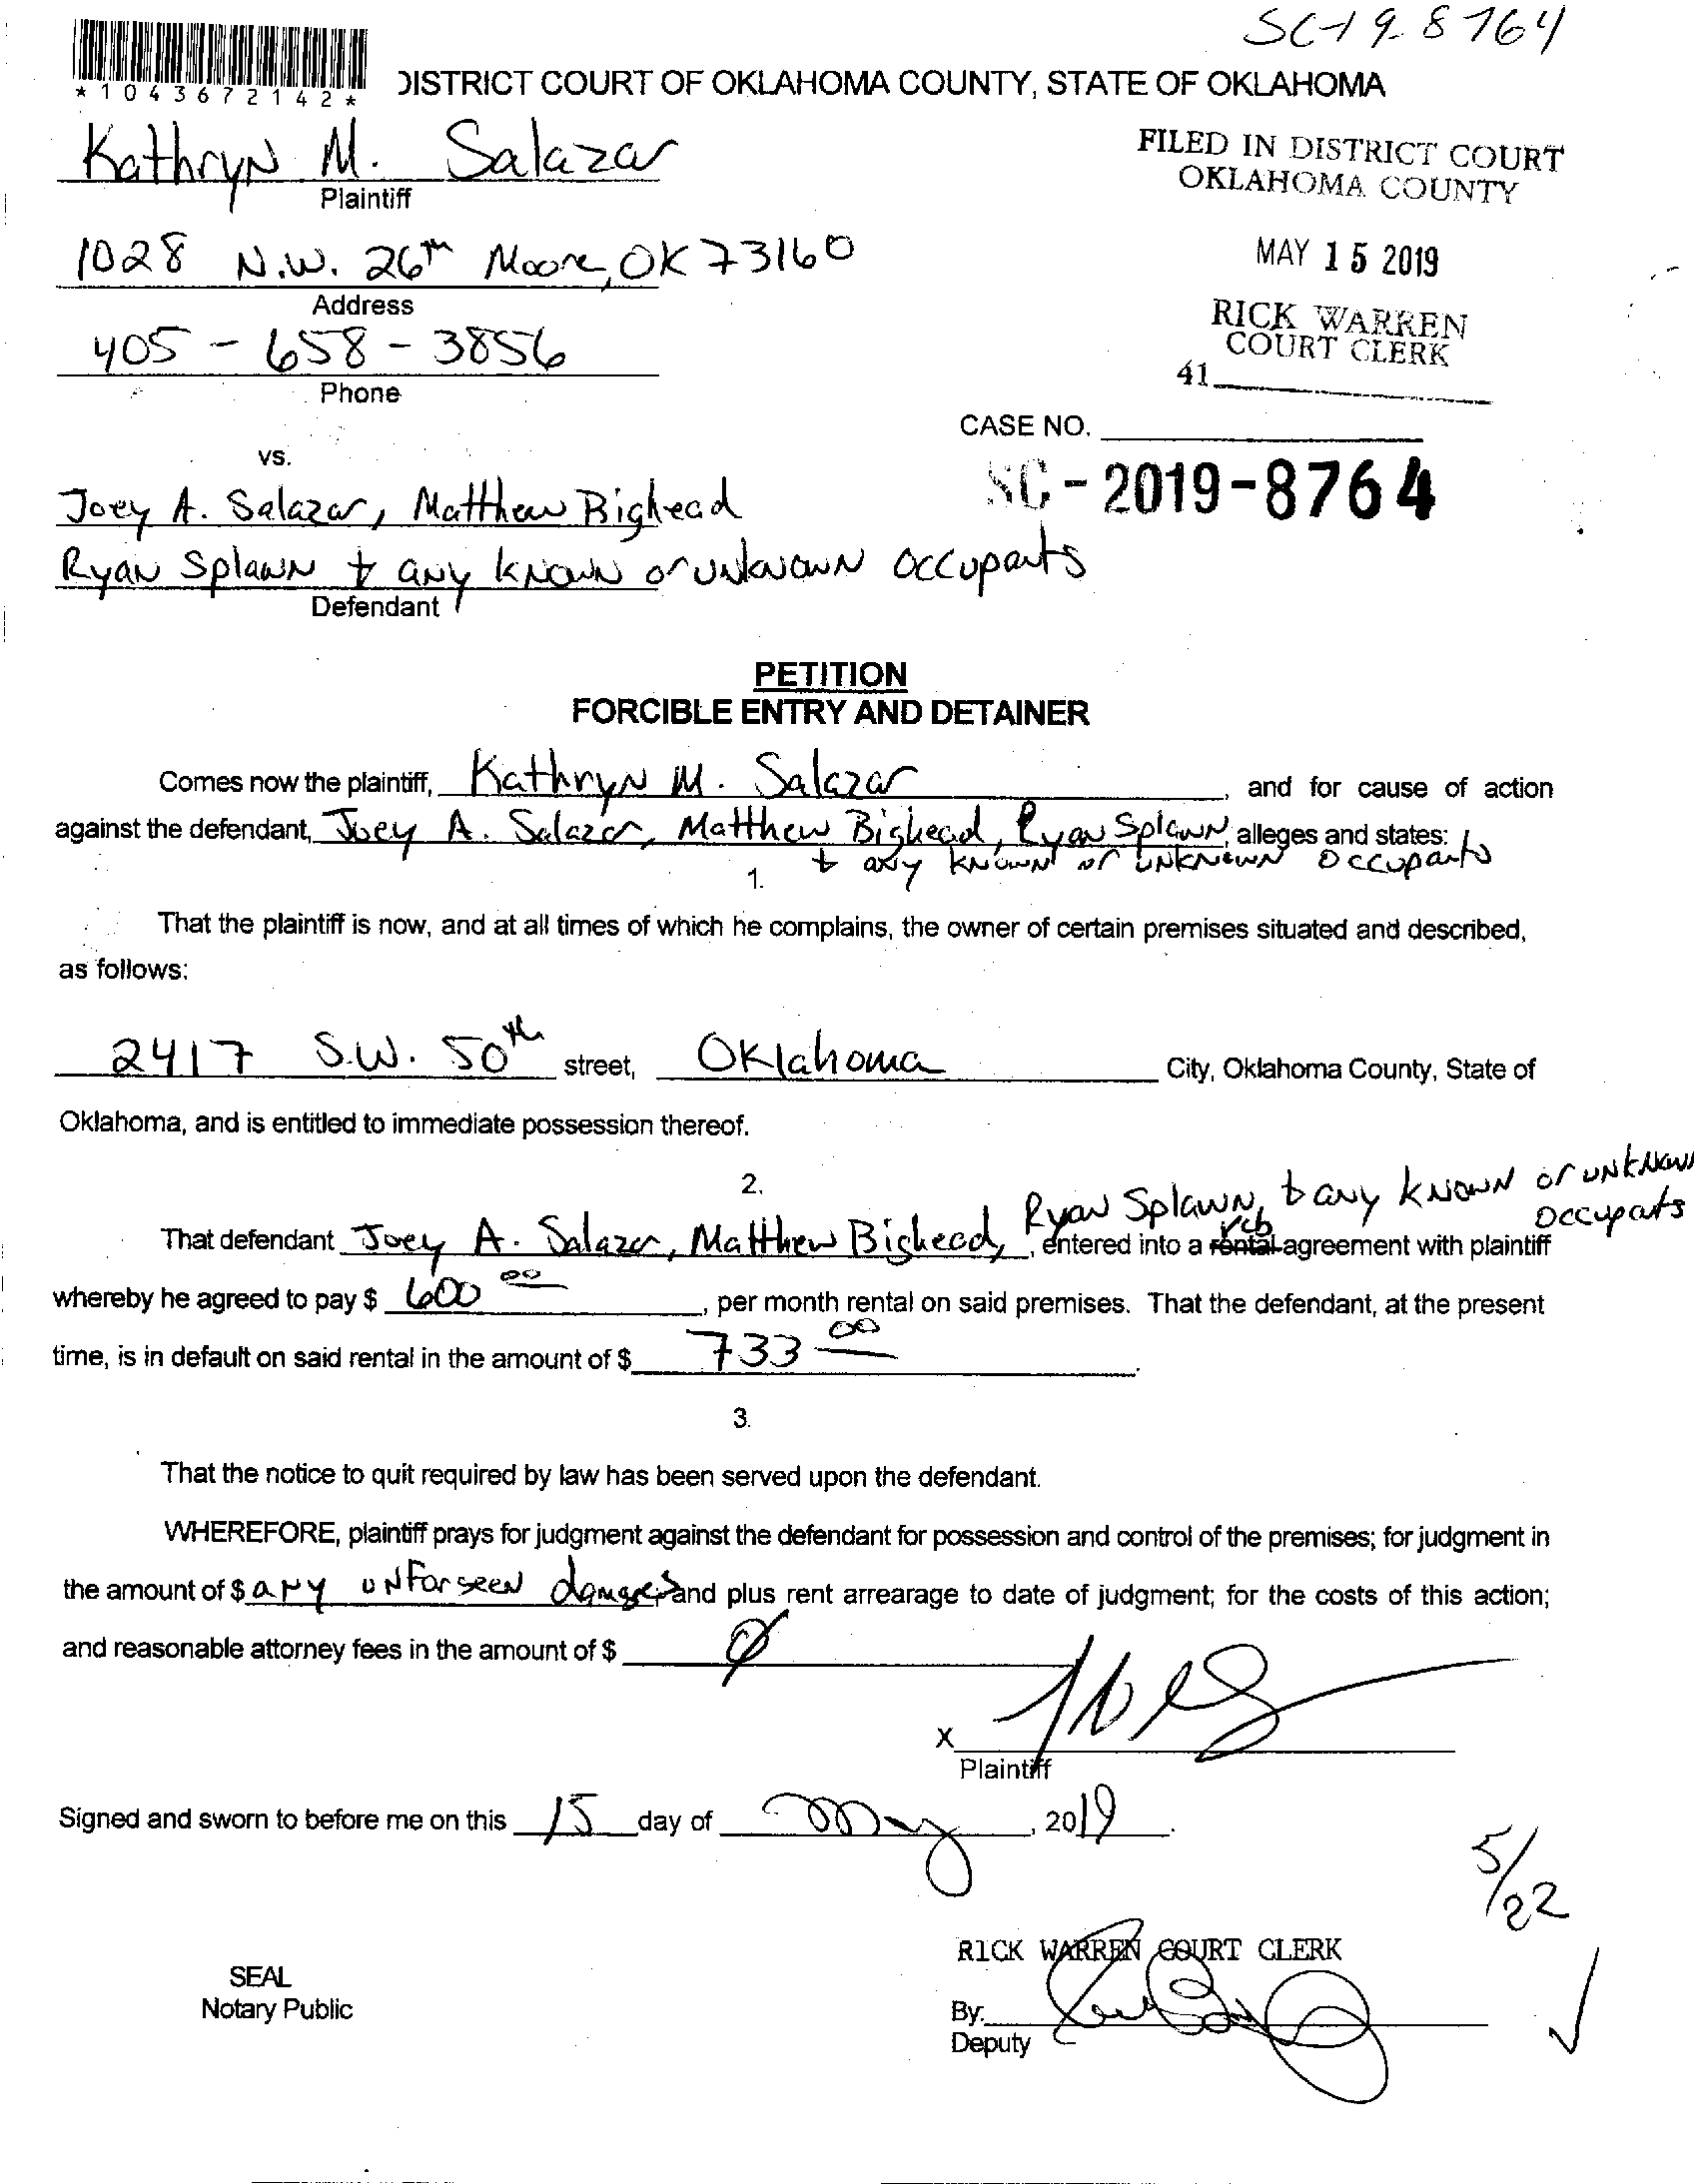 SC-19-8764
*1043672142*
DISTRICT COURT OF OKLAHOMA COUNTY, STATE OF OKLAHOMA
Kathryn M. Salazar
Plaintiff
FILED IN DISTRICT COURT
OKLAHOMA COUNTY
1028 N.W. 26th Moore, OK 73160
Address
MAY 15 2019
405-658-3856
Phone
RICK WARREN
COURT CLERK
41
CASE NO.
vs.
SC-2019-8764
Joey A. Salazar, Matthew Bighead
Ryan Splawn + any known or unknown occupants
Defendant
PETITION
FORCIBLE ENTRY AND DETAINER
Comes now the plaintiff, Kathryn M. Salazar, and for cause of action
against the defendant, Joey A. Salazar, Matthew Bighead, Ryan Splawn, alleges and states:
+ any known or unknown occupants
1.
That the plaintiff is now, and at all times of which he complains, the owner of certain premises situated and described,
as follows:
2417 S.W. 50th street, Oklahoma City, Oklahoma County, State of
Oklahoma, and is entitled to immediate possession thereof.
2.
Ryan Splawn, + any known or unknown
occupants
That defendant Joey A. Salazar, Matthew Bighead, , entered into a rental agreement with plaintiff
whereby he agreed to pay $ 600 00, per month rental on said premises. That the defendant, at the present
time, is in default on said rental in the amount of $ 733 00.
3.
That the notice to quit required by law has been served upon the defendant.
WHEREFORE, plaintiff prays for judgment against the defendant for possession and control of the premises; for judgment in
the amount of $ any unforseen damages and plus rent arrearage to date of judgment; for the costs of this action;
and reasonable attorney fees in the amount of $ Ø
X
Plaintiff
Signed and sworn to before me on this 15 day of May, 2019.
5/22
RICK WARREN COURT CLERK
SEAL
Notary Public
By:
Deputy